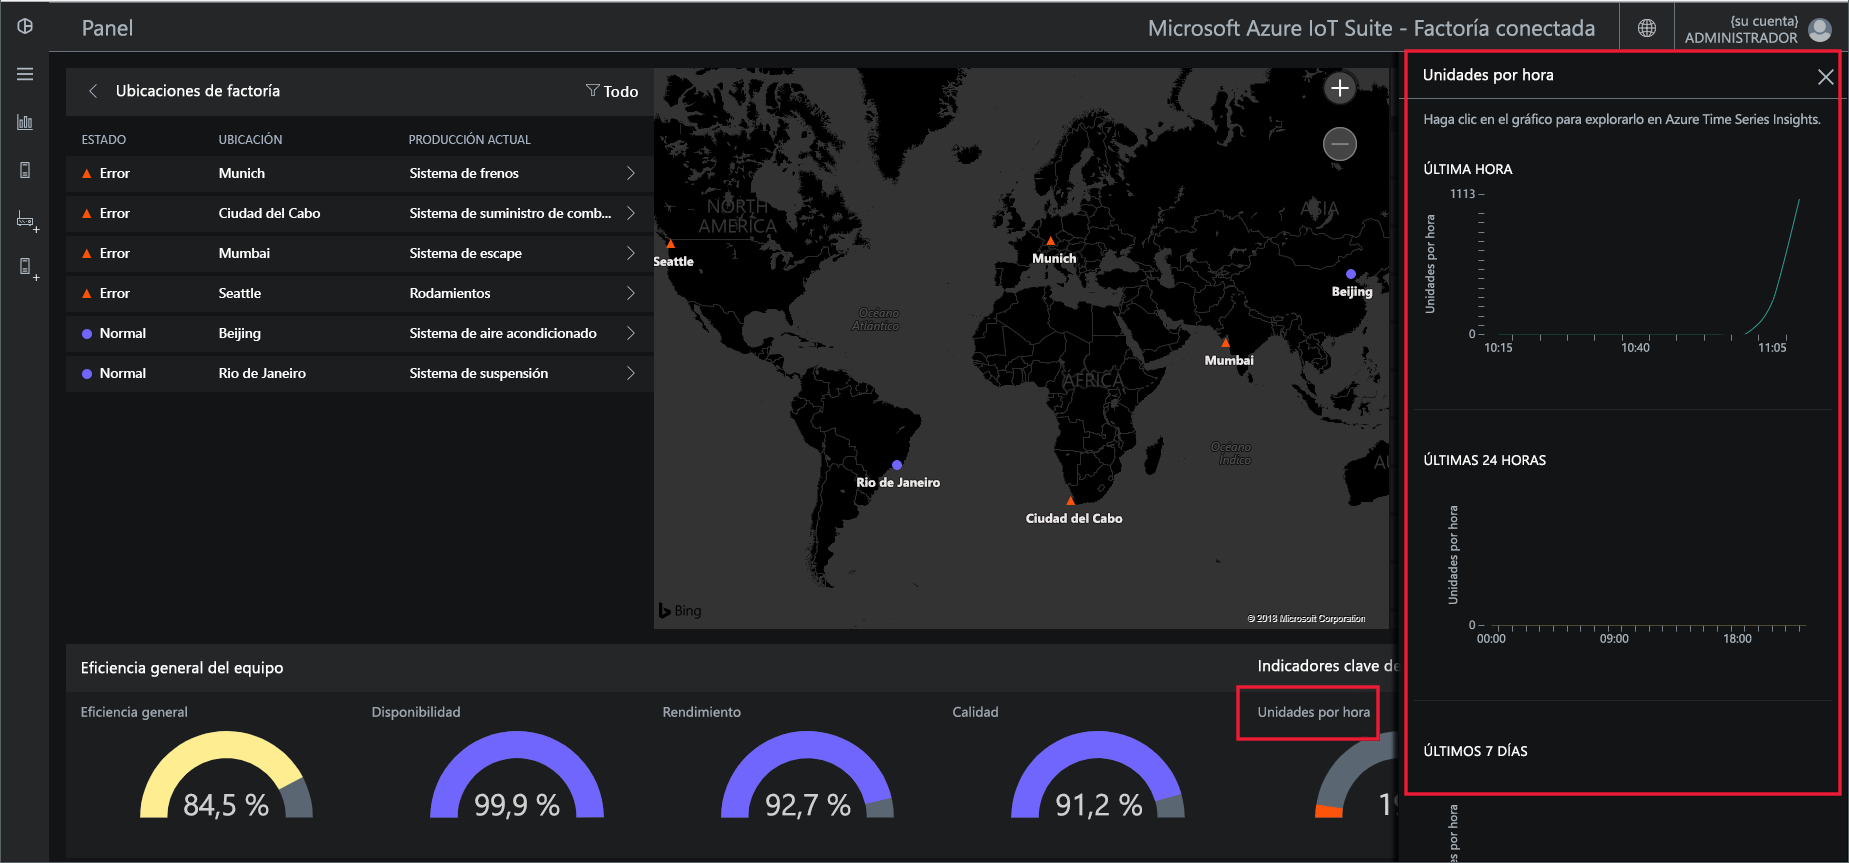 Panel
Microsoft Azure IoT Suite - Factoría conectada
{su cuenta}
ADMINISTRADOR
Ubicaciones de factoría
Todo
ESTADO UBICACIÓN PRODUCCIÓN ACTUAL
Error Munich Sistema de frenos
Error Ciudad del Cabo Sistema de suministro de comb...
Error Mumbai Sistema de escape
Error Seattle Rodamientos
Normal Beijing Sistema de aire acondicionado
Normal Rio de Janeiro Sistema de suspensión
NORTH
AMERICA
ASIA
Seattle
Munich
Beijing
Océano
Atlántico
Mumbai
AFRICA
Océano
Índico
AU
Rio de Janeiro
Ciudad del Cabo
Bing
© 2018 Microsoft Corporation
Unidades por hora
Haga clic en el gráfico para explorarlo en Azure Time Series Insights.
ÚLTIMA HORA
1113
Unidades por hora
0
10:15 10:40 11:05
ÚLTIMAS 24 HORAS
Unidades por hora
0
00:00 09:00 18:00
ÚLTIMOS 7 DÍAS
es por hora
Eficiencia general del equipo
Indicadores clave de
Eficiencia general Disponibilidad Rendimiento Calidad Unidades por hora
84,5 % 99,9 % 92,7 % 91,2 %